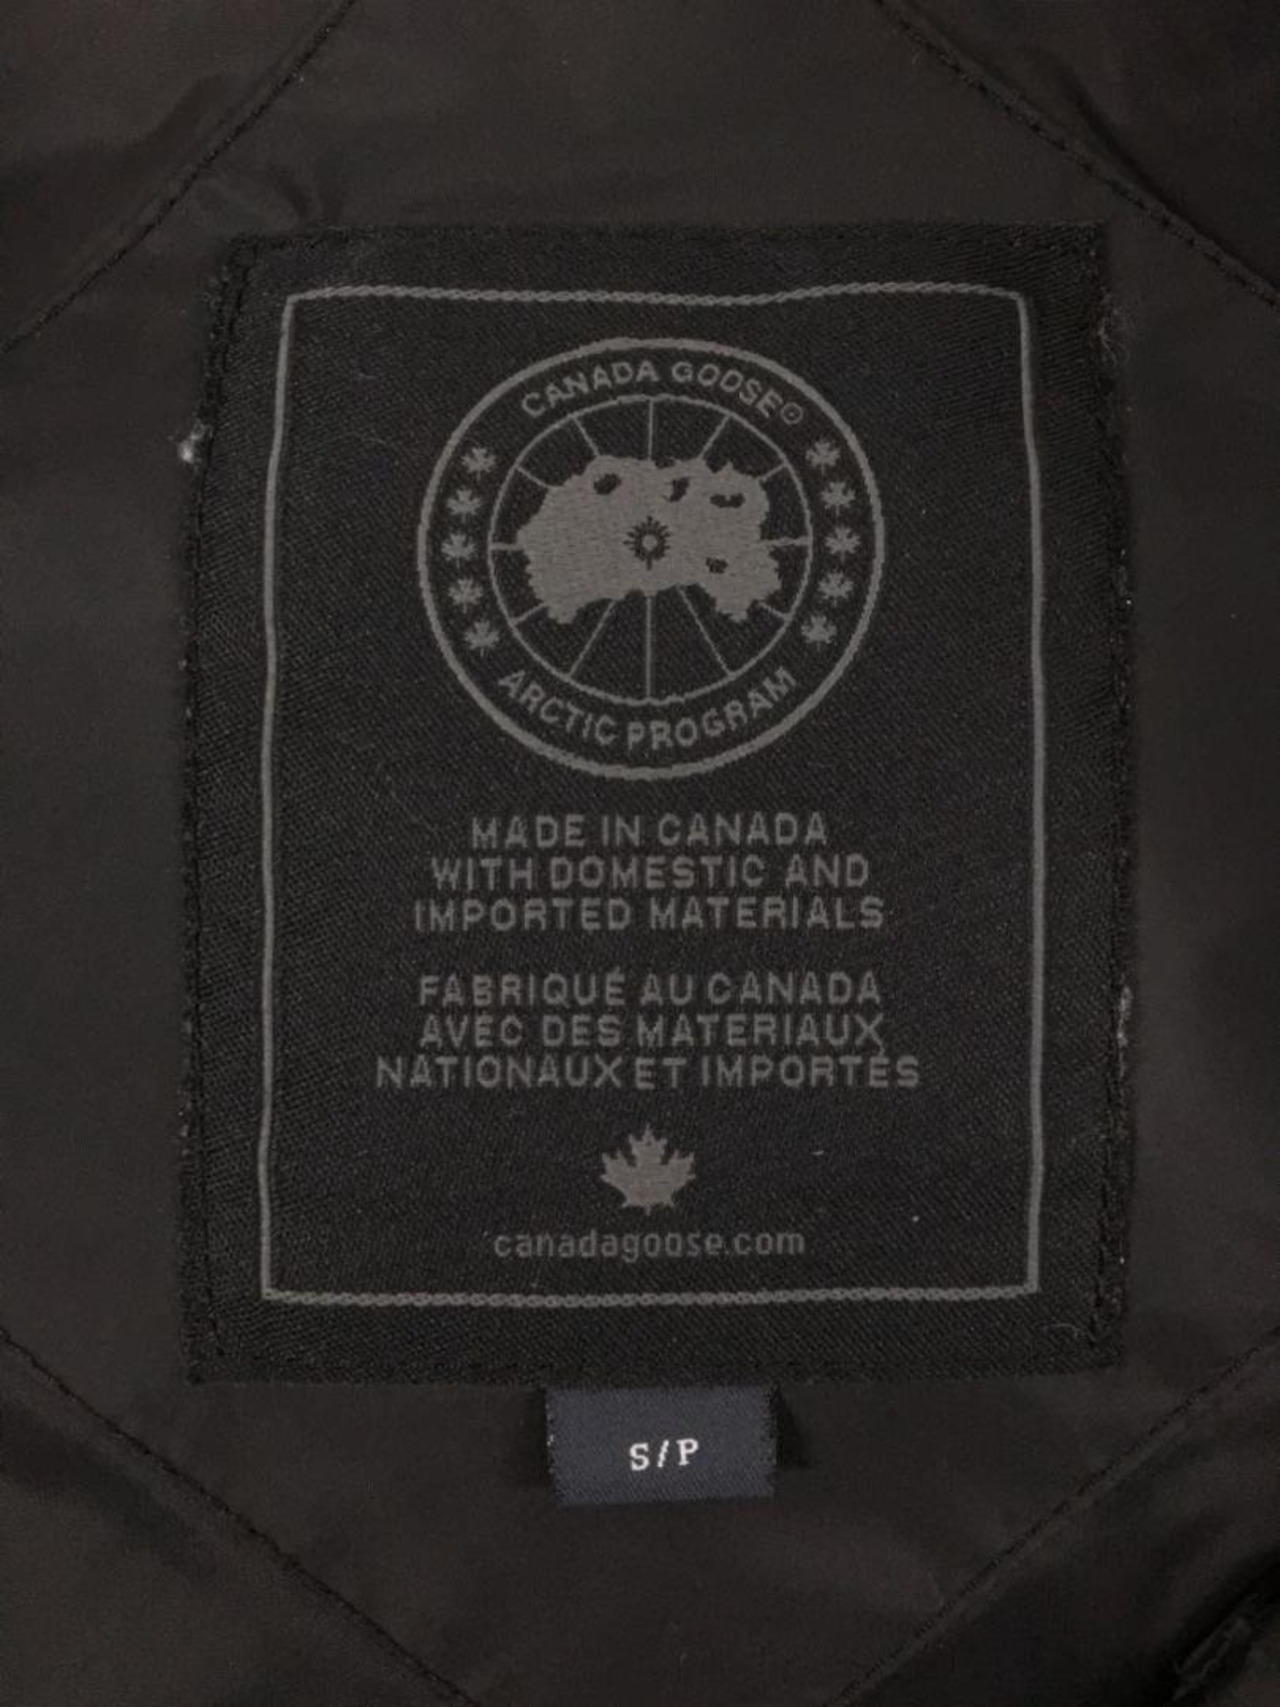 CANADA GOOSE®
ARCTIC PROGRAM
MADE IN CANADA
WITH DOMESTIC AND
IMPORTED MATERIALS
FABRIQUÉ AU CANADA
AVEC DES MATERIAUX
NATIONAUX ET IMPORTÉS
canadagoose.com
S/P